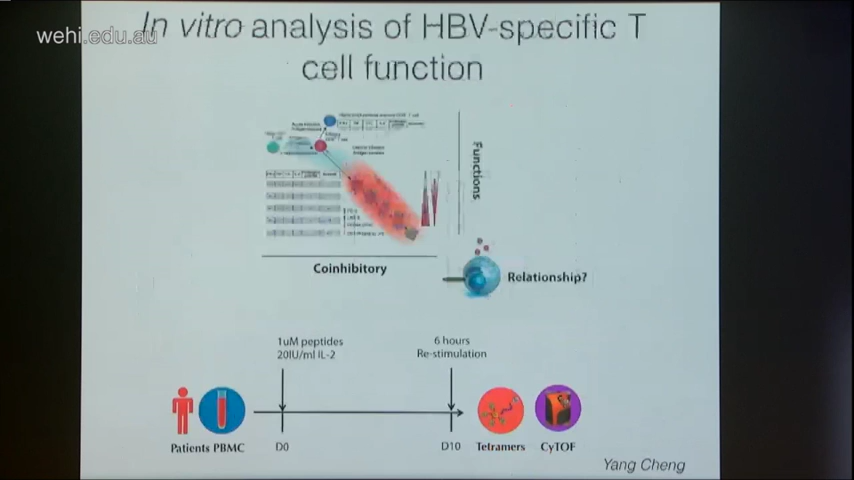 wehi.edu.au
In vitro analysis of HBV-specific T
cell function
Functions
Coinhibitory
Relationship?
1uM peptides
20IU/ml IL-2
6 hours
Re-stimulation
Patients PBMC
D0
D10
Tetramers
CyTOF
Yang Cheng